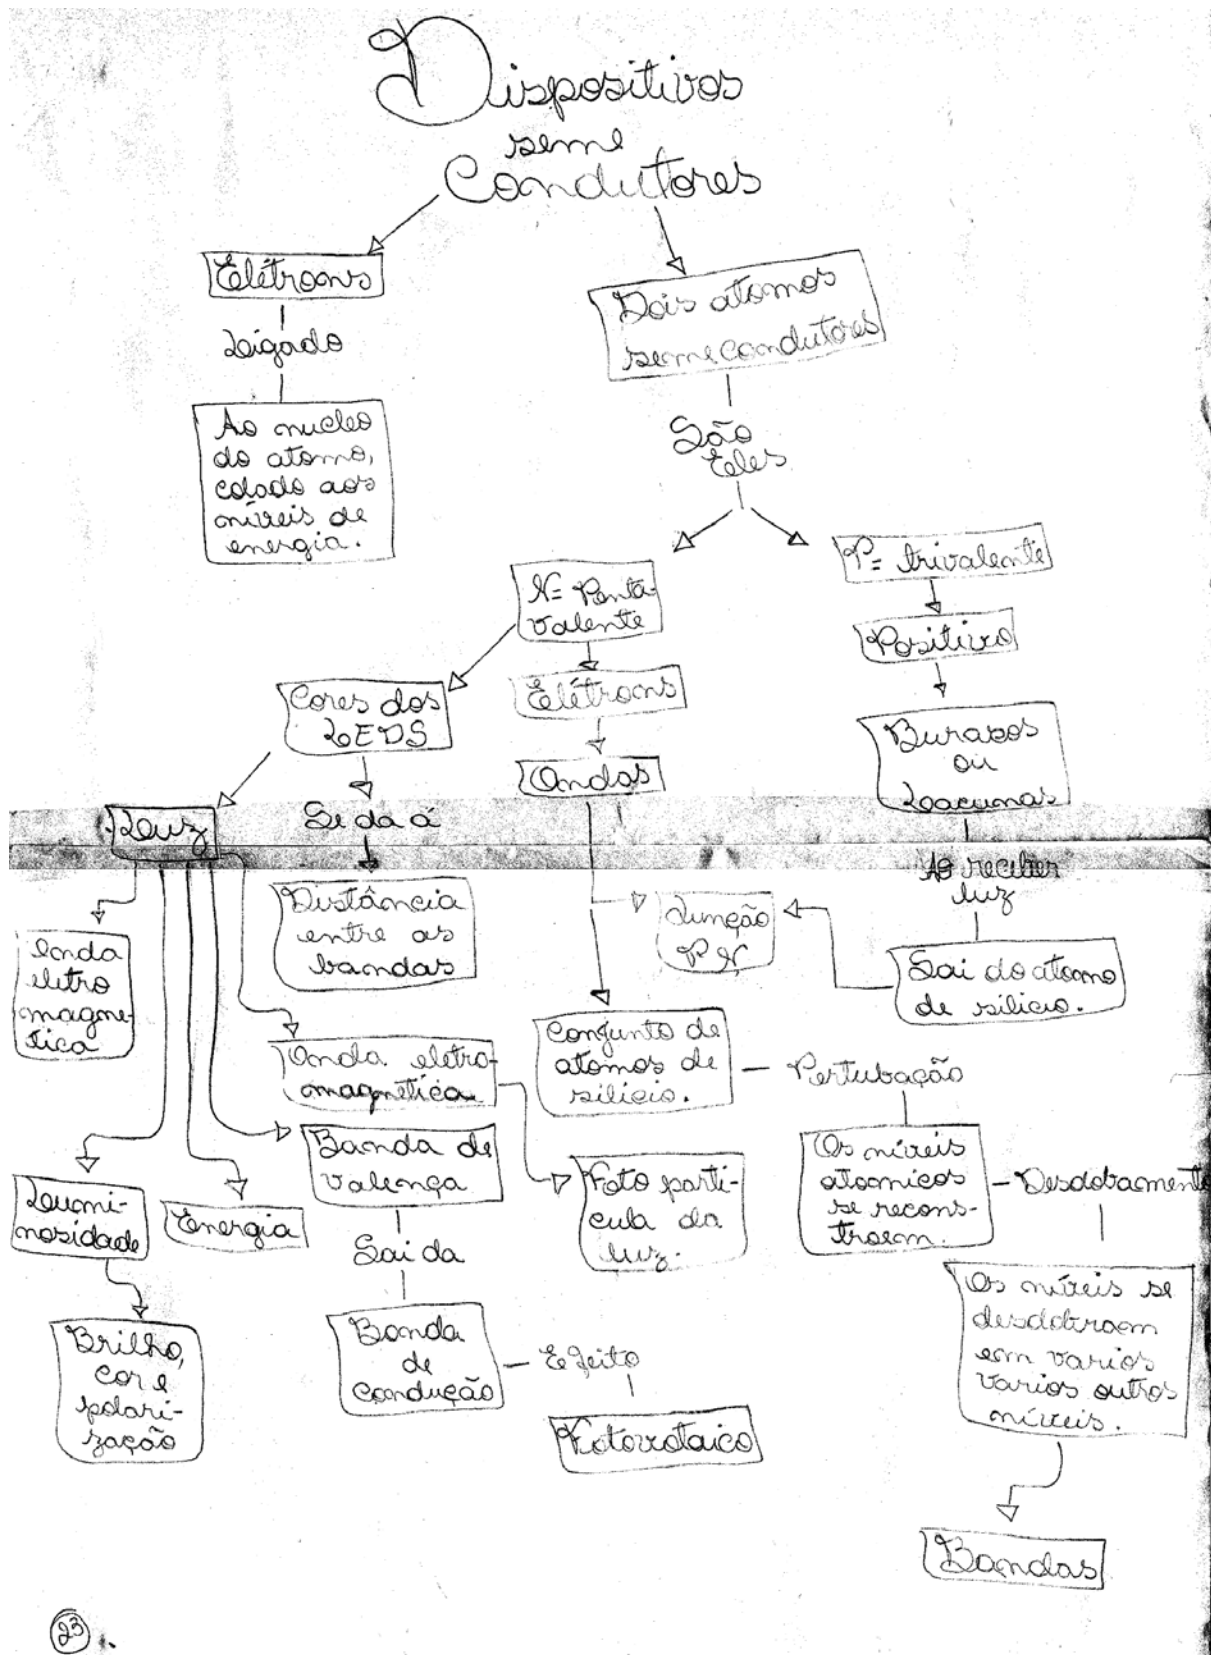 Dispositivos
seme
Condutores
Elétrons
Ligado
Ao nucleo
do atomo,
colado aos
níveis de
energia.
Dois atomos
semecondutores
São
Eles
N= Penta-
valente
P= trivalente
Positivo
Elétrons
Buracos
ou
Lacunas
Cores dos
LEDS
Ondas
Luz
Se da á
Ao receber
luz
Distância
entre as
bandas
Junção
P N
Sai do atomo
de silicio.
Onda
eletro
magne-
tica
Conjunto de
atomos de
silicio.
Pertubação
Onda eletro-
magnetica
Os níveis
atomicos
se recons-
troem.
Desdobamento
Banda de
valença
Foto parti-
cula da
luz.
Lumi-
nosidade
Energia
Sai da
Os níveis se
desdobram
em varios
varios outros
níveis.
Brilho,
cor e
polari-
zação
Banda
de
condução
Efeito
Fotovotaico
Bandas
23